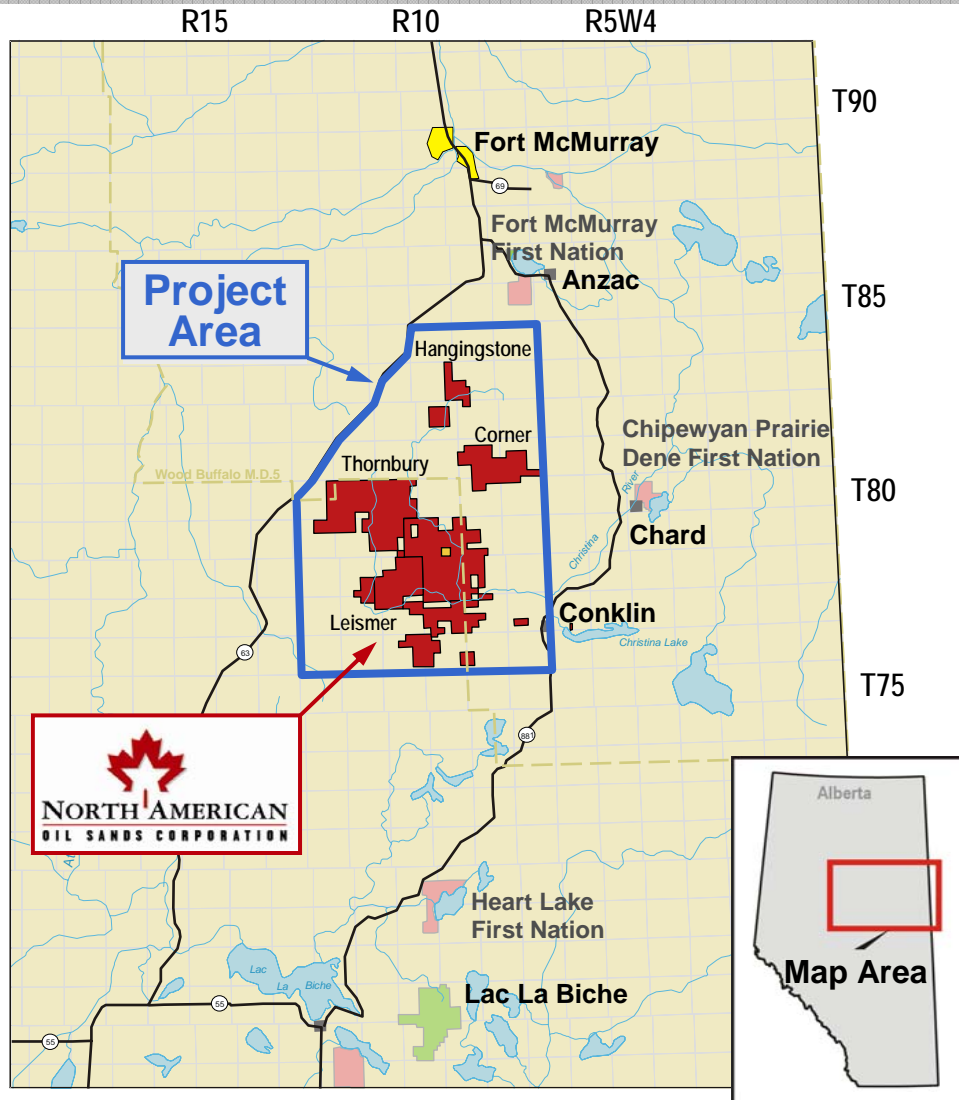 R15 R10 R5W4
T90
Fort McMurray
69
Fort McMurray
First Nation
Anzac
T85
Project
Area
Hangingstone
Corner
Chipewyan Prairie
Dene First Nation
Thornbury
Wood Buffalo M.D.5
River
T80
Chard
Christina
Conklin
Leismer
Christina Lake
63
T75
881
NORTH AMERICAN
OIL SANDS CORPORATION
Alberta
Heart Lake
First Nation
Map Area
Lac
La Biche
Lac La Biche
55
55